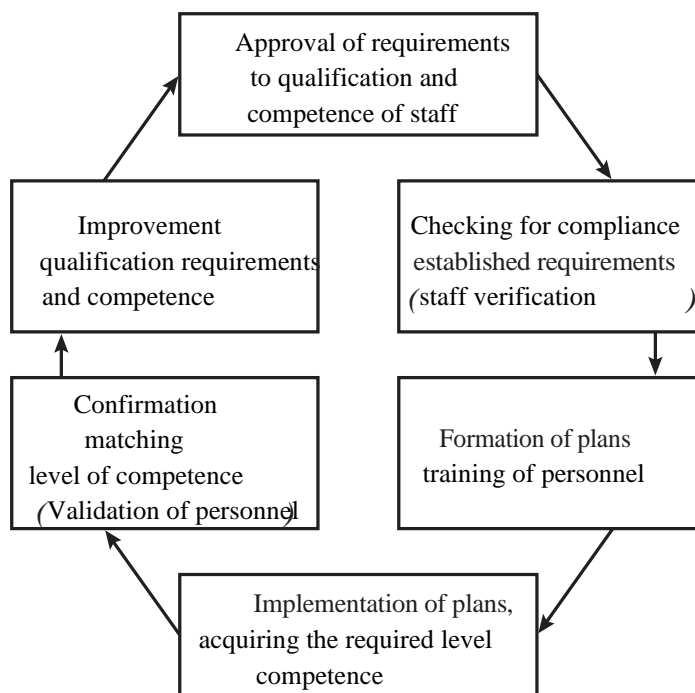 Approval of requirements
to qualification and
competence of staff
Improvement
qualification requirements
and competence
Checking for compliance
established requirements
(staff verification )
Confirmation
matching
level of competence
(Validation of personnel)
Formation of plans
training of personnel
Implementation of plans,
acquiring the required level
competence